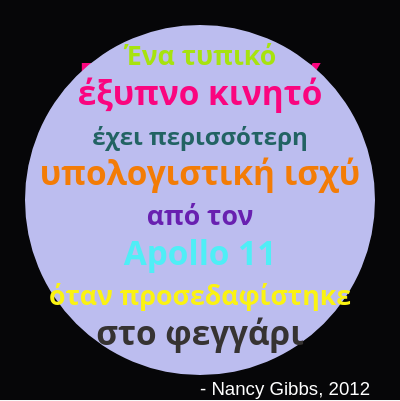 Ένα τυπικό
έξυπνο κινητό
έχει περισσότερη
υπολογιστική ισχύ
από τον
Apollo 11
όταν προσεδαφίστηκε
στο φεγγάρι
- Nancy Gibbs, 2012